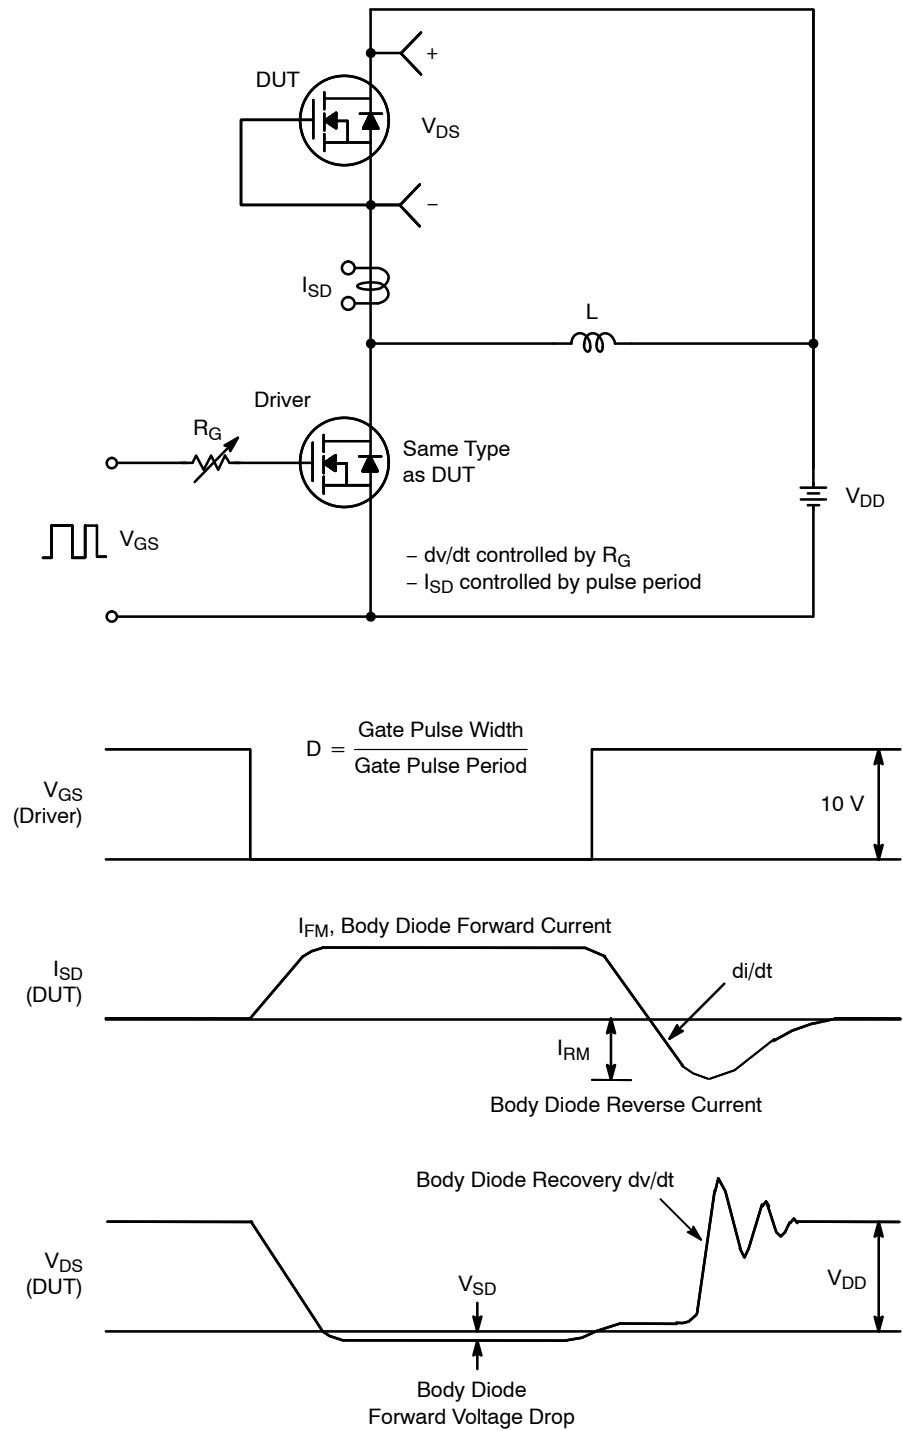 +
DUT
V_DS
−
I_SD
L
Driver
R_G
Same Type
as DUT
V_DD
V_GS
− dv/dt controlled by R_G
− I_SD controlled by pulse period
D = Gate Pulse Width
Gate Pulse Period
V_GS
(Driver)
10 V
I_FM, Body Diode Forward Current
I_SD
(DUT)
di/dt
I_RM
Body Diode Reverse Current
Body Diode Recovery dv/dt
V_DS
(DUT)
V_SD
V_DD
Body Diode
Forward Voltage Drop